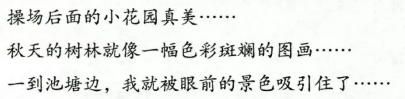 操场后面的小花园真美……
秋天的树林就像一幅色彩斑斓的图画……
一到池塘边，我就被眼前的景色吸引住了……